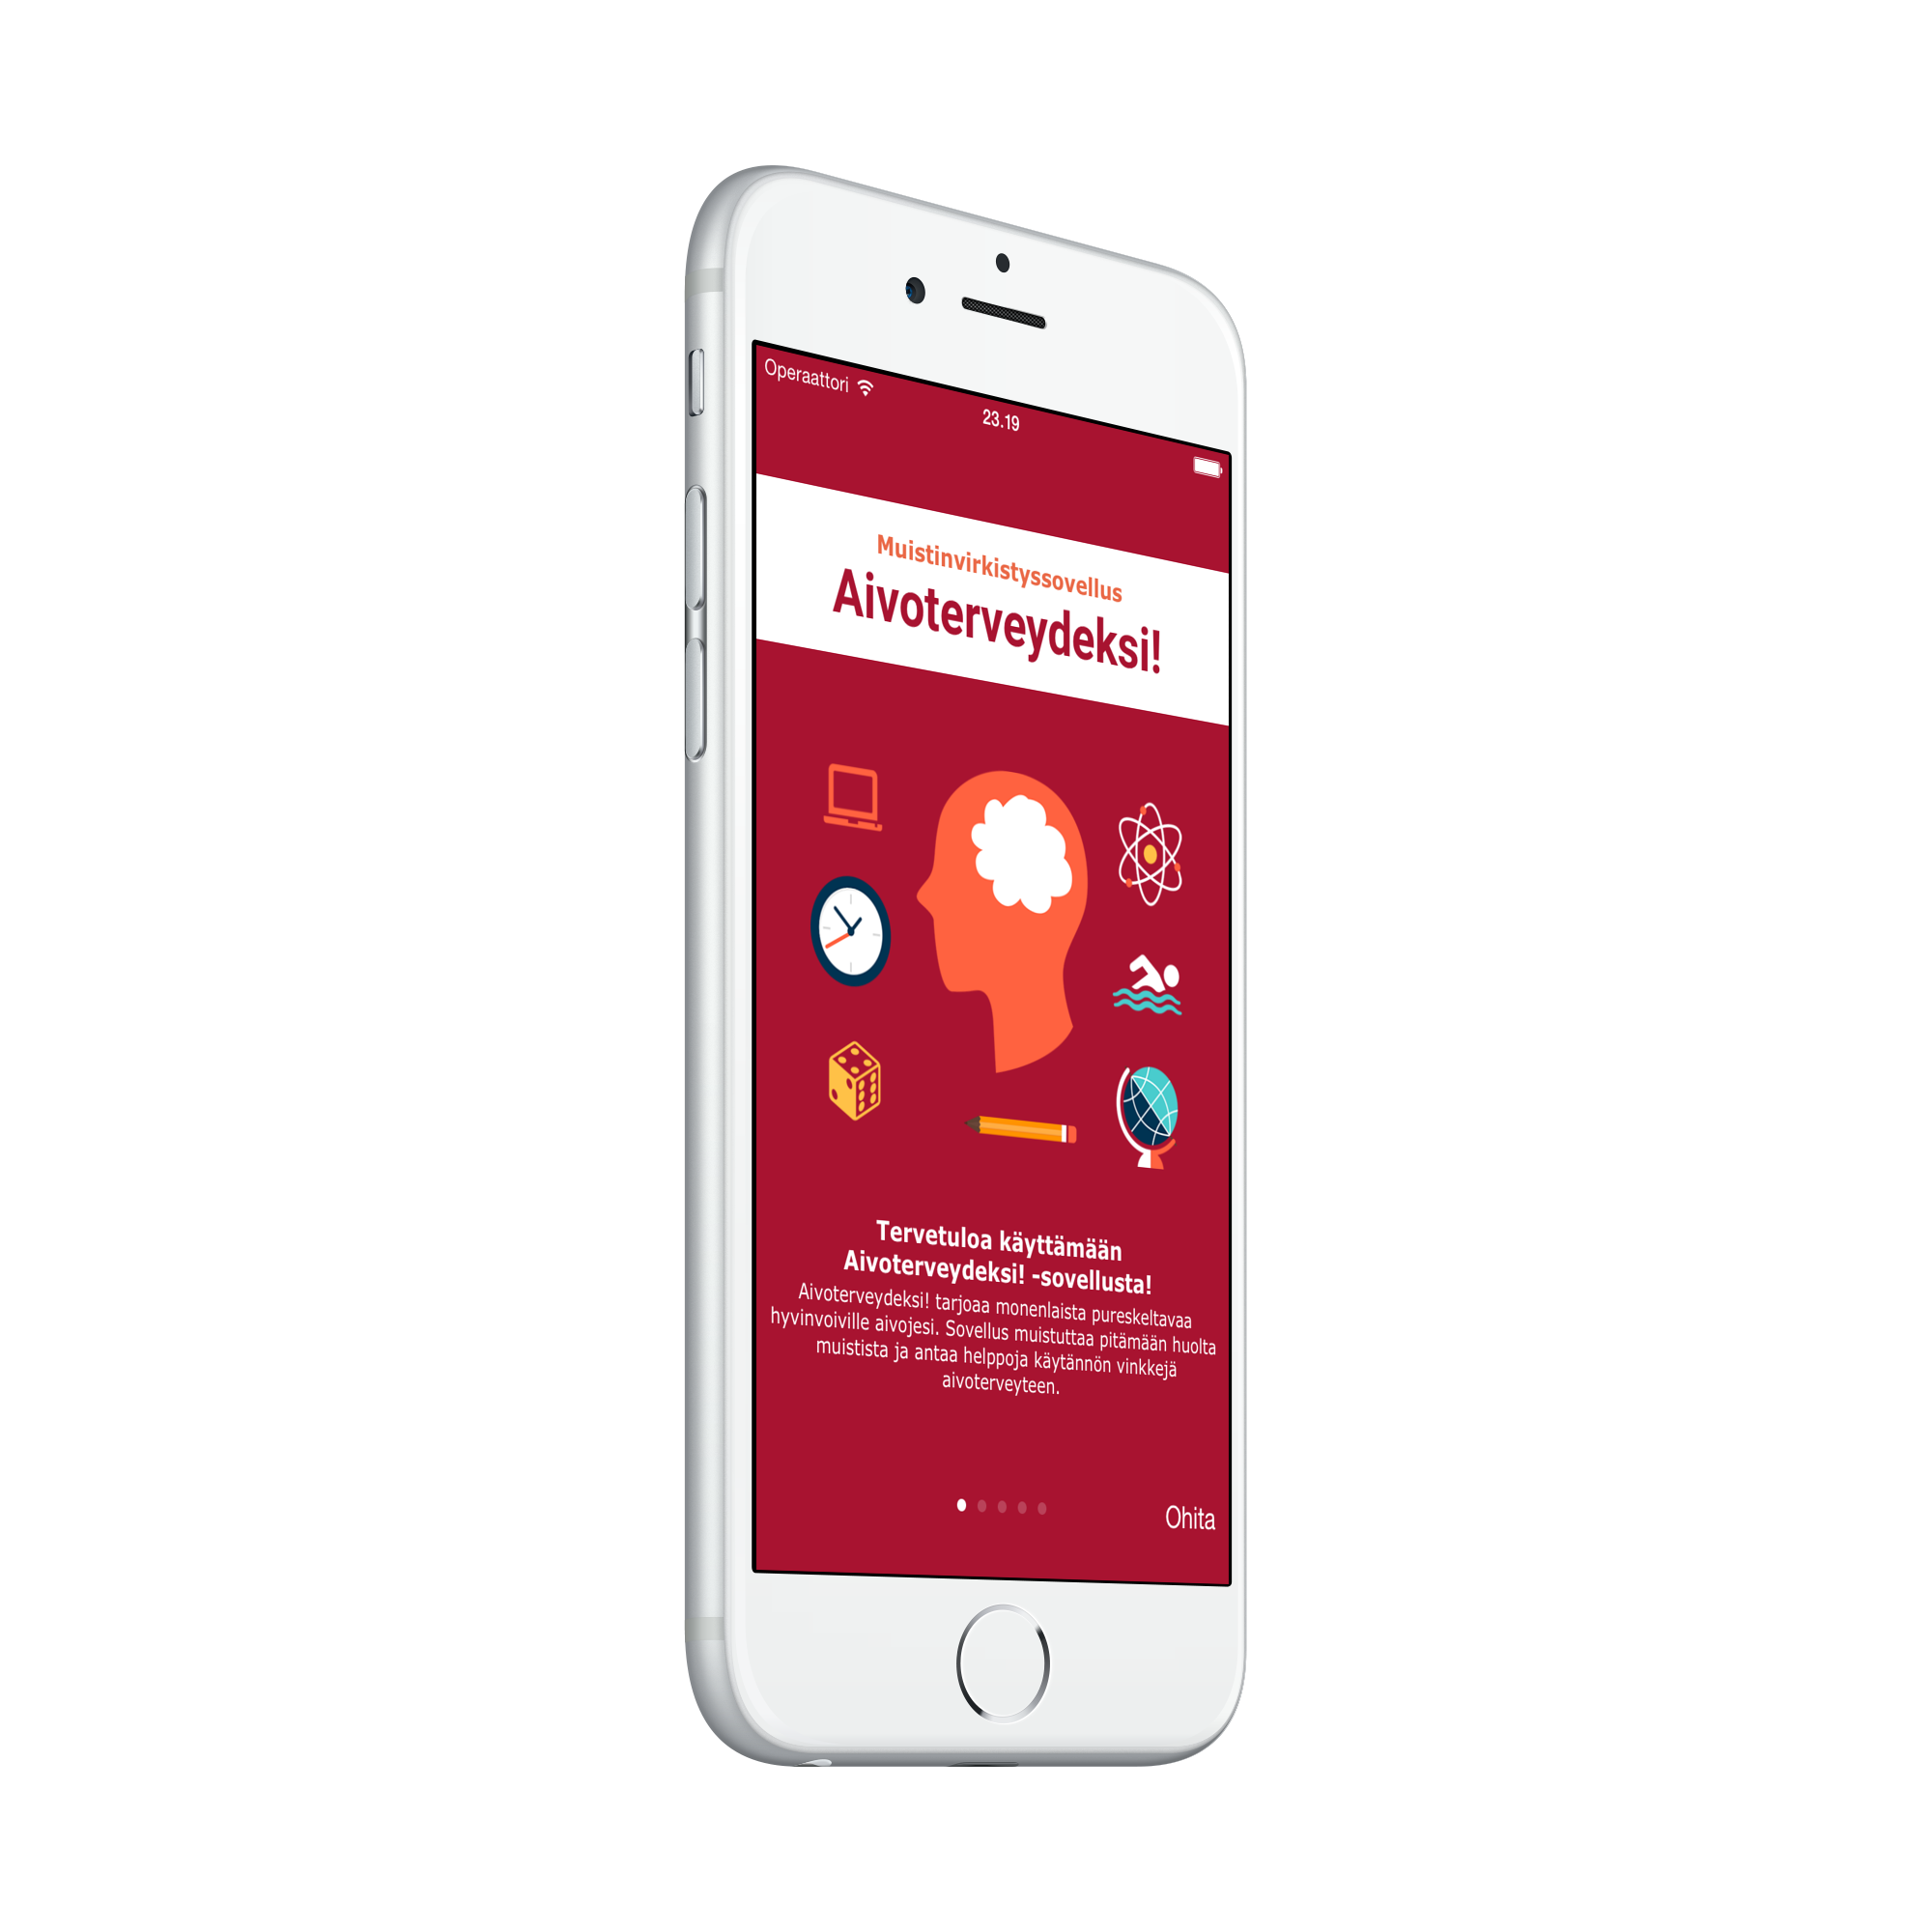 Operaattori
23.19
Muistinvirkistyssovellus
Aivoterveydeksi!
Tervetuloa käyttämään
Aivoterveydeksi! -sovellusta!
Aivoterveydeksi! tarjoaa monenlaista pureskeltavaa
hyvinvoiville aivojesi. Sovellus muistuttaa pitämään huolta
muistista ja antaa helppoja käytännön vinkkejä
aivoterveyteen.
Ohita